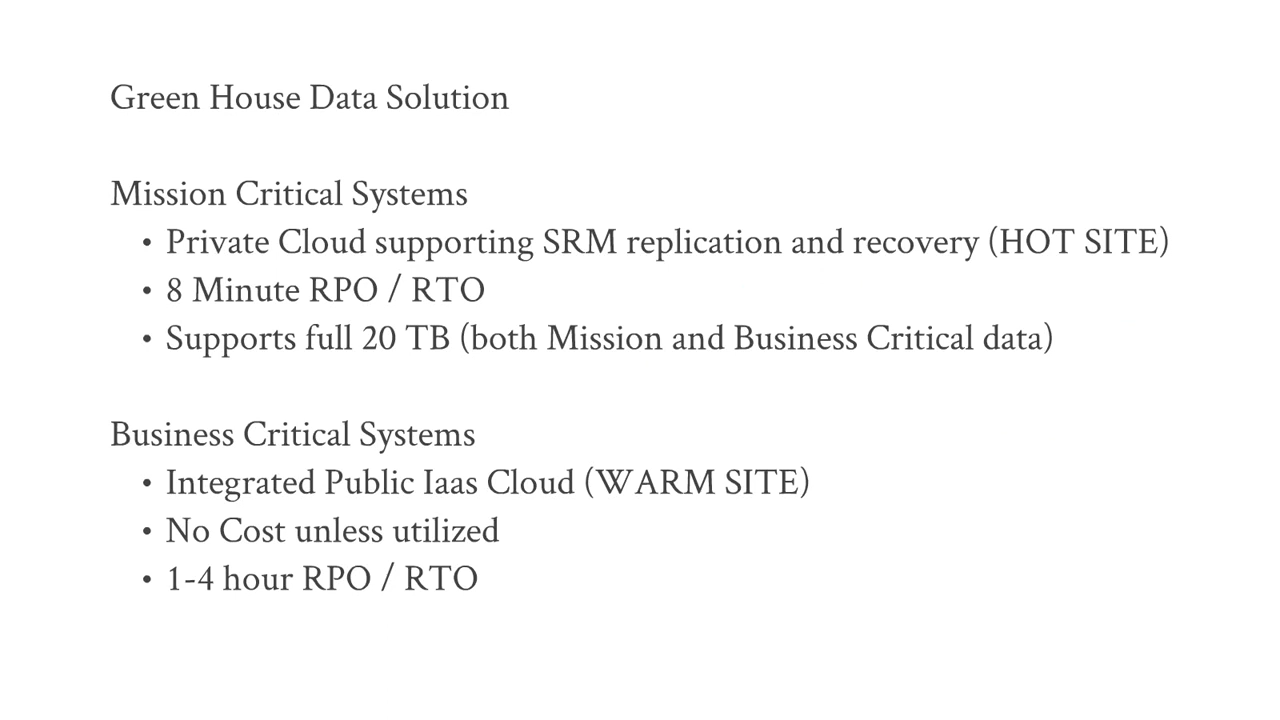 Green House Data Solution
Mission Critical Systems
• Private Cloud supporting SRM replication and recovery (HOT SITE)
• 8 Minute RPO / RTO
• Supports full 20 TB (both Mission and Business Critical data)
Business Critical Systems
• Integrated Public Iaas Cloud (WARM SITE)
• No Cost unless utilized
• 1-4 hour RPO / RTO